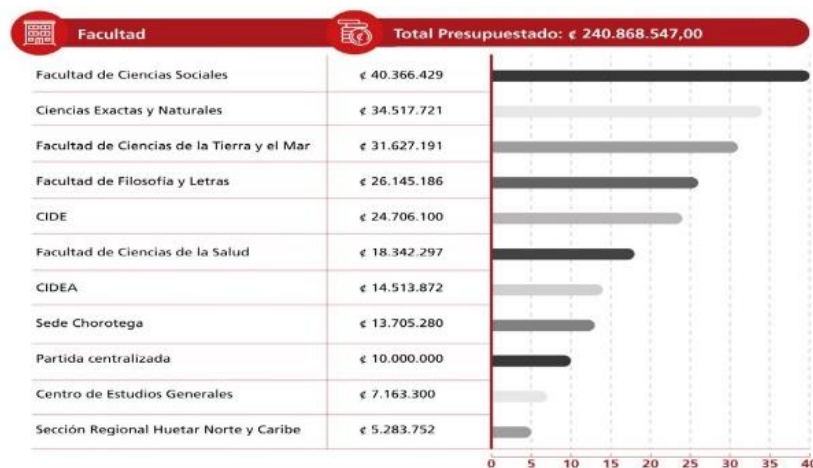 Facultad Total Presupuestado: ¢ 240.868.547,00
Facultad de Ciencias Sociales ¢ 40.366.429
Ciencias Exactas y Naturales ¢ 34.517.721
Facultad de Ciencias de la Tierra y el Mar ¢ 31.627.191
Facultad de Filosofía y Letras ¢ 26.145.186
CIDE ¢ 24.706.100
Facultad de Ciencias de la Salud ¢ 18.342.297
CIDEA ¢ 14.513.872
Sede Chorotega ¢ 13.705.280
Partida centralizada ¢ 10.000.000
Centro de Estudios Generales ¢ 7.163.300
Sección Regional Huetar Norte y Caribe ¢ 5.283.752
0 5 10 15 20 25 30 35 40